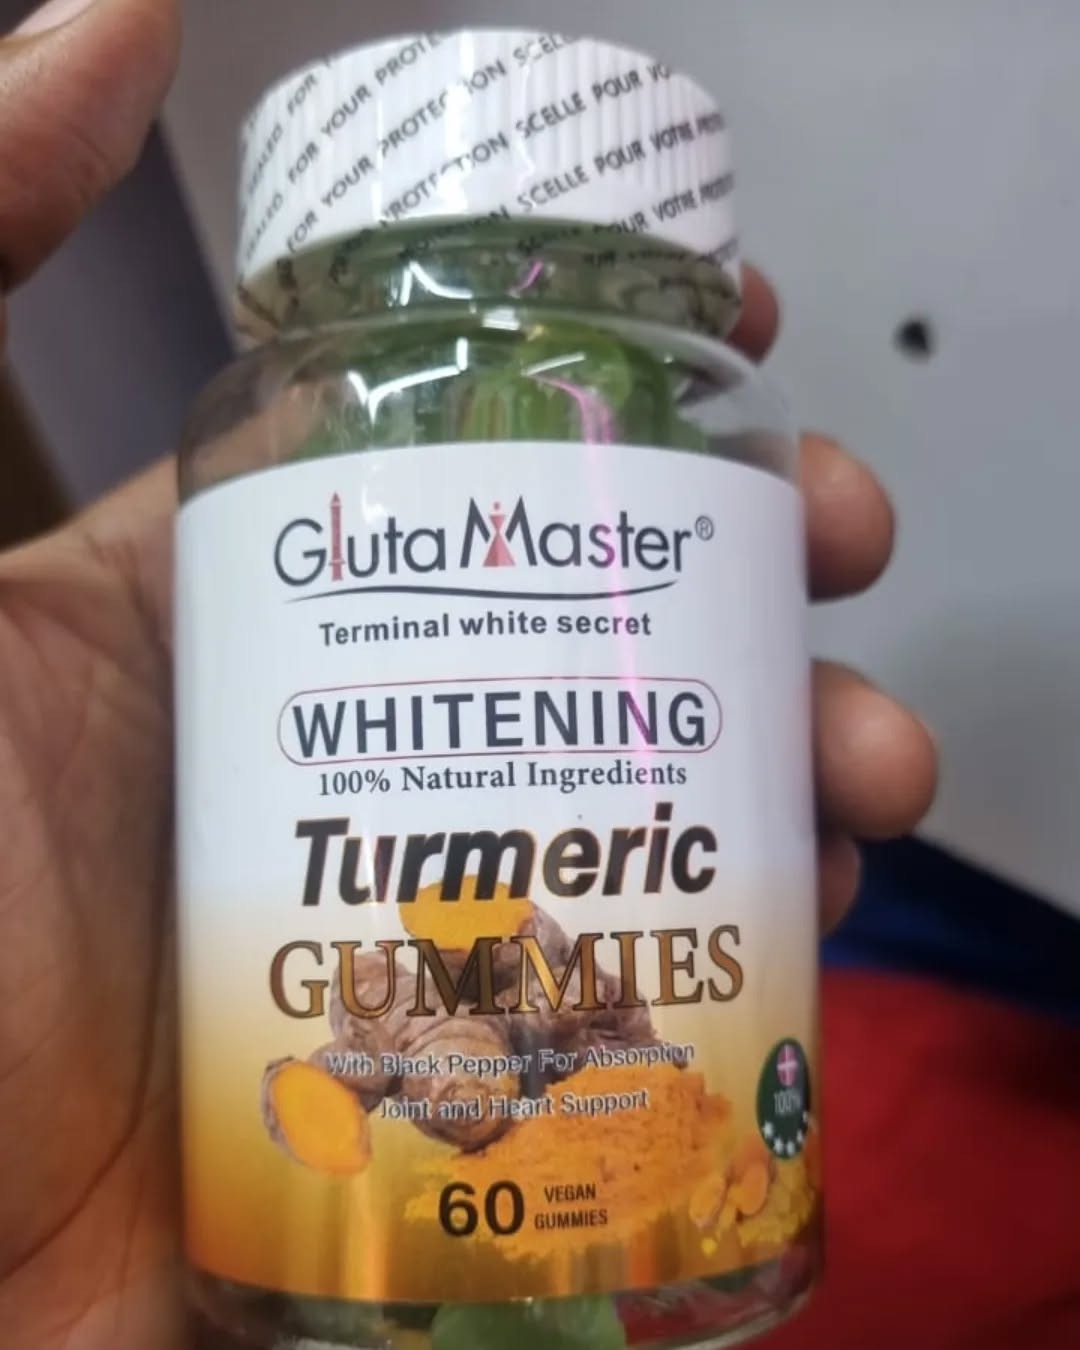 SEALED FOR YOUR PROTECTION SCELLE POUR VOTRE
Gluta Master®
Terminal white secret
WHITENING
100% Natural Ingredients
Turmeric
GUMMIES
With Black Pepper For Absorption
Joint and Heart Support
100%
60 VEGAN
GUMMIES